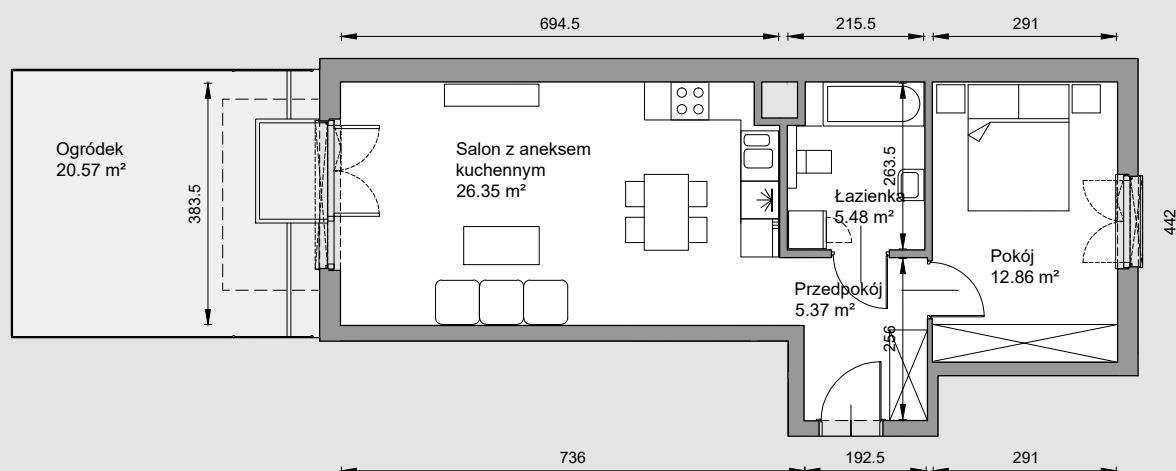 694.5
215.5
291
Ogródek
20.57 m²
383.5
Salon z aneksem
kuchennym
26.35 m²
263.5
Łazienka
5.48 m²
442
Pokój
12.86 m²
Przedpokój
5.37 m²
256
736
192.5
291